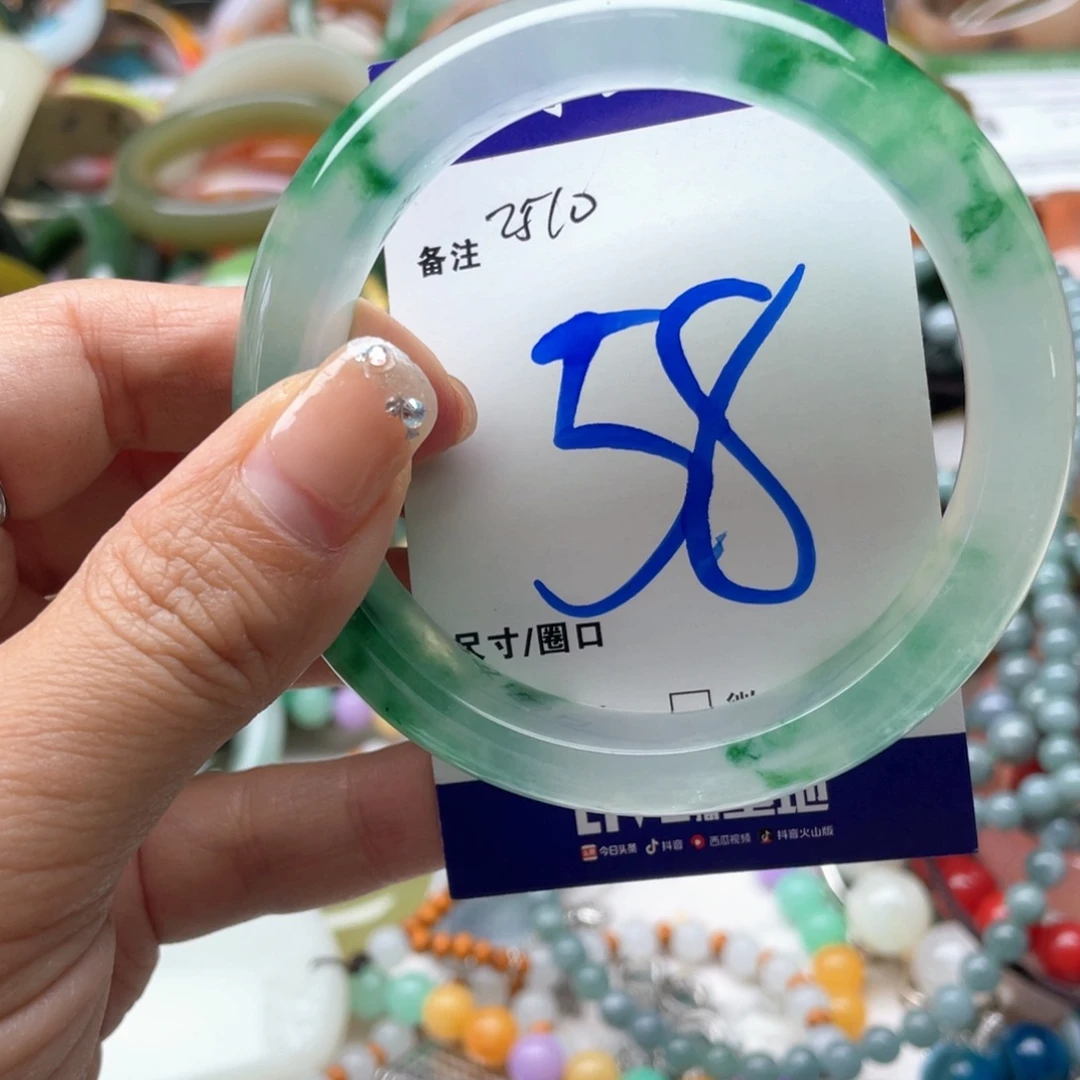 备注 2510
58
尺寸/圈口
今日头条 抖音 西瓜视频 抖音火山版